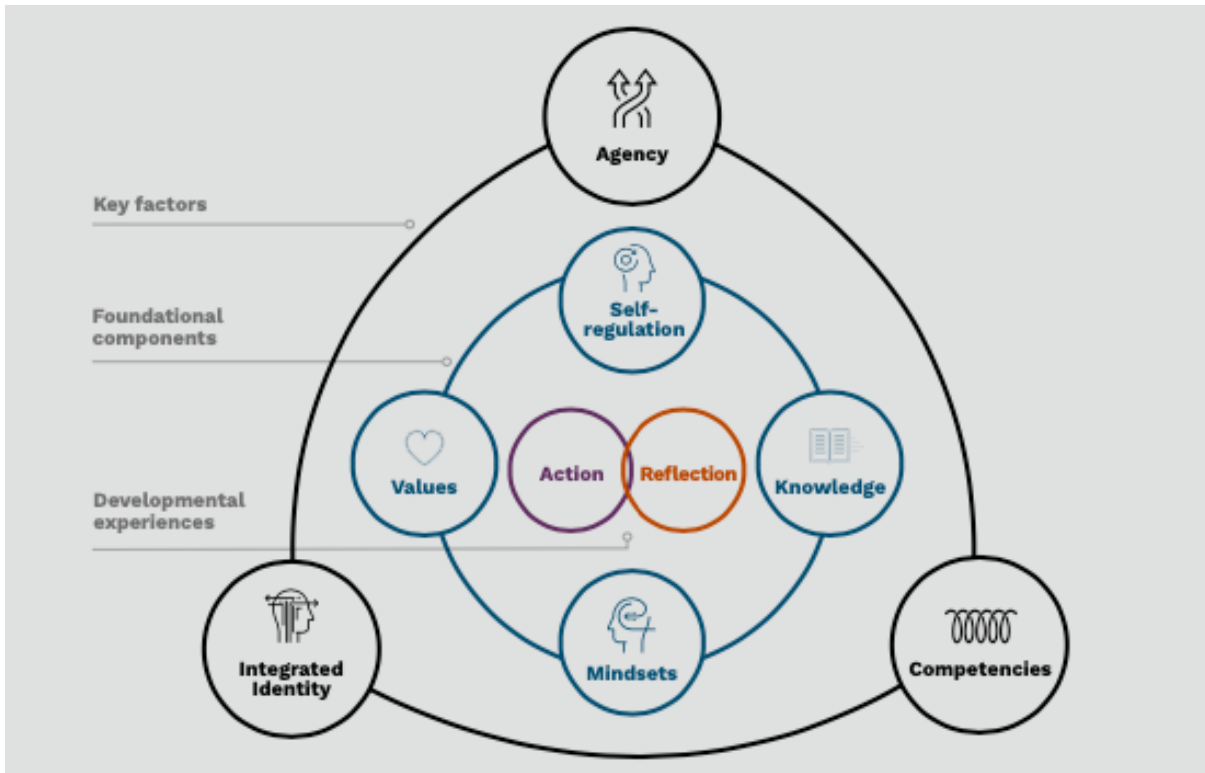 Agency
Key factors
Self-
regulation
Foundational
components
Values
Action
Reflection
Knowledge
Developmental
experiences
Integrated
Identity
Mindsets
Competencies